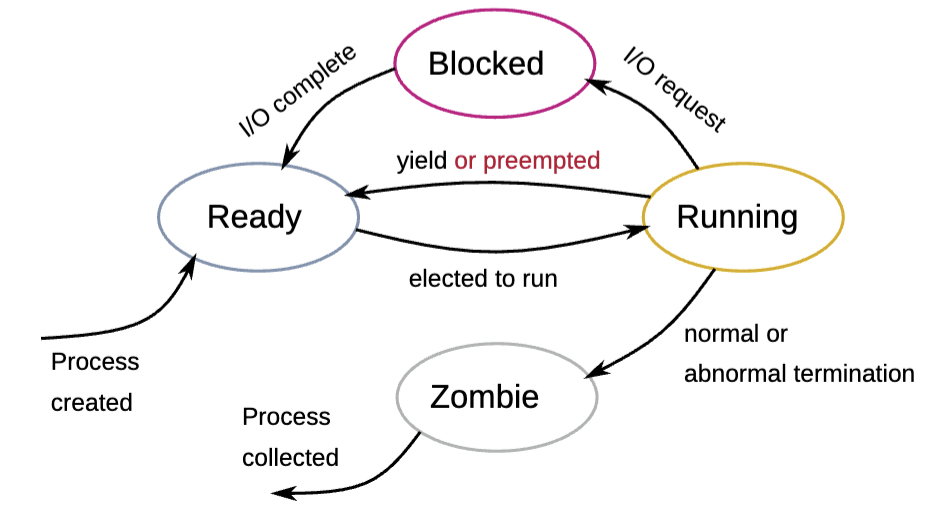 Blocked
I/O complete
I/O request
yield or preempted
Ready
Running
elected to run
Process
created
normal or
abnormal termination
Zombie
Process
collected